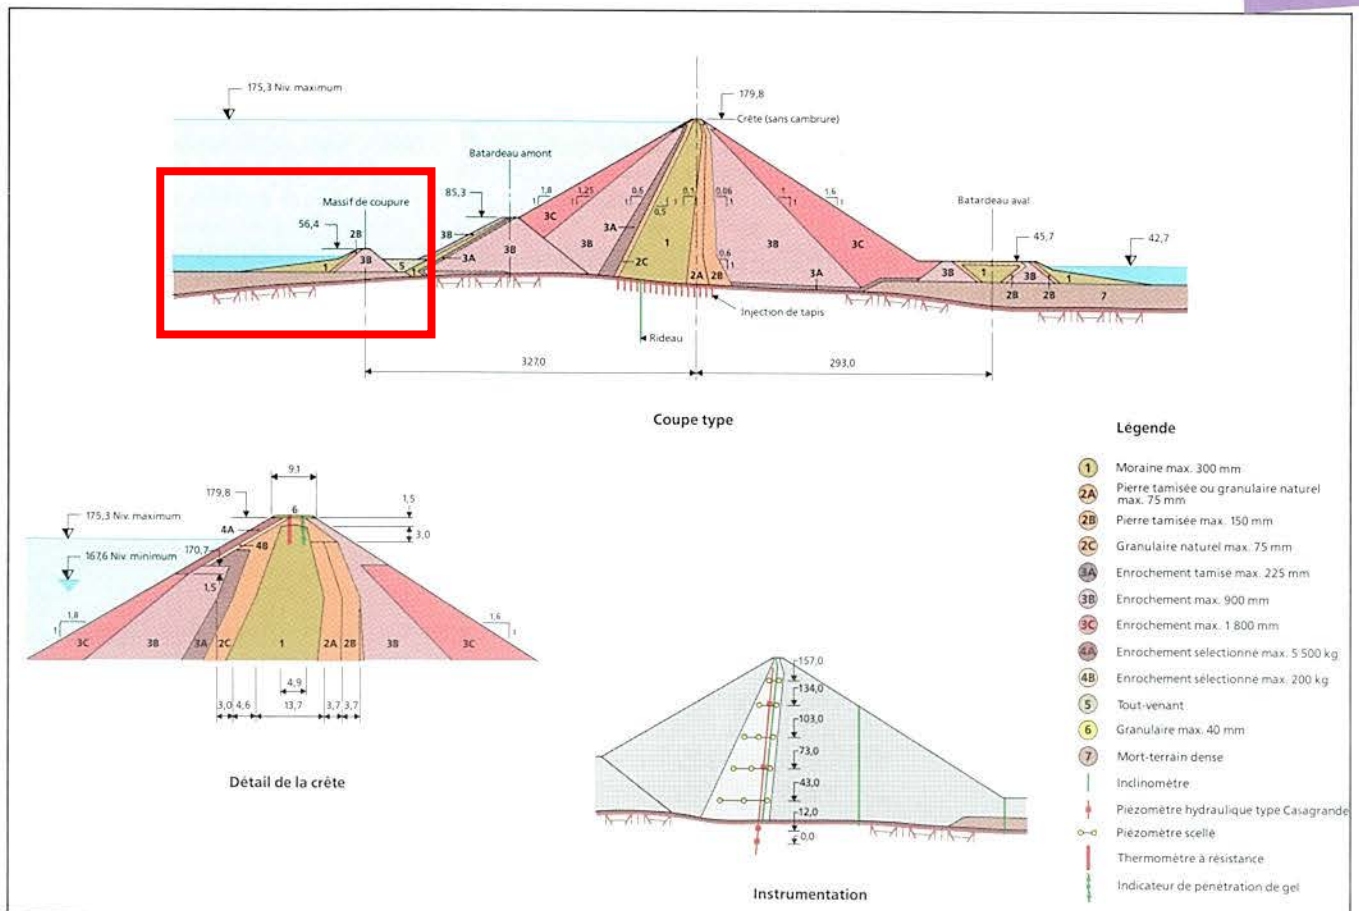 175,3 Niv. maximum
179,8
Crête (sans cambrure)
Batardeau amont
Massif de coupure
85,3
56,4
2B
3B
1
5
1
3B
3A
3B
1,8
1
1,25
1
0,6
1
0,5
1
0,1
1
0,06
1
1
1
1,6
1
3C
3B
3A
2C
1
2A
2B
0,6
1
3B
3A
3C
Batardeau aval
45,7
42,7
3B
1
3B
1
2B
2B
7
Injection de tapis
Rideau
327,0
293,0
Coupe type
9,1
179,8
6
1,5
175,3 Niv. maximum
4A
3,0
4B
167,6 Niv. minimum
170,7
1,5
1,8
1
1,6
1
3C
3B
3A
2C
1
2A
2B
3B
3C
4,9
3,0
4,6
13,7
3,7
3,7
Détail de la crête
157,0
134,0
103,0
73,0
43,0
12,0
0,0
Instrumentation
Légende
1 Moraine max. 300 mm
2A Pierre tamisée ou granulaire naturel
max. 75 mm
2B Pierre tamisée max. 150 mm
2C Granulaire naturel max. 75 mm
3A Enrochement tamisé max. 225 mm
3B Enrochement max. 900 mm
3C Enrochement max. 1 800 mm
4A Enrochement sélectionné max. 5 500 kg
4B Enrochement sélectionné max. 200 kg
5 Tout-venant
6 Granulaire max. 40 mm
7 Mort-terrain dense
Inclinomètre
Piézomètre hydraulique type Casagrande
Piézomètre scellé
Thermomètre à résistance
Indicateur de pénétration de gel